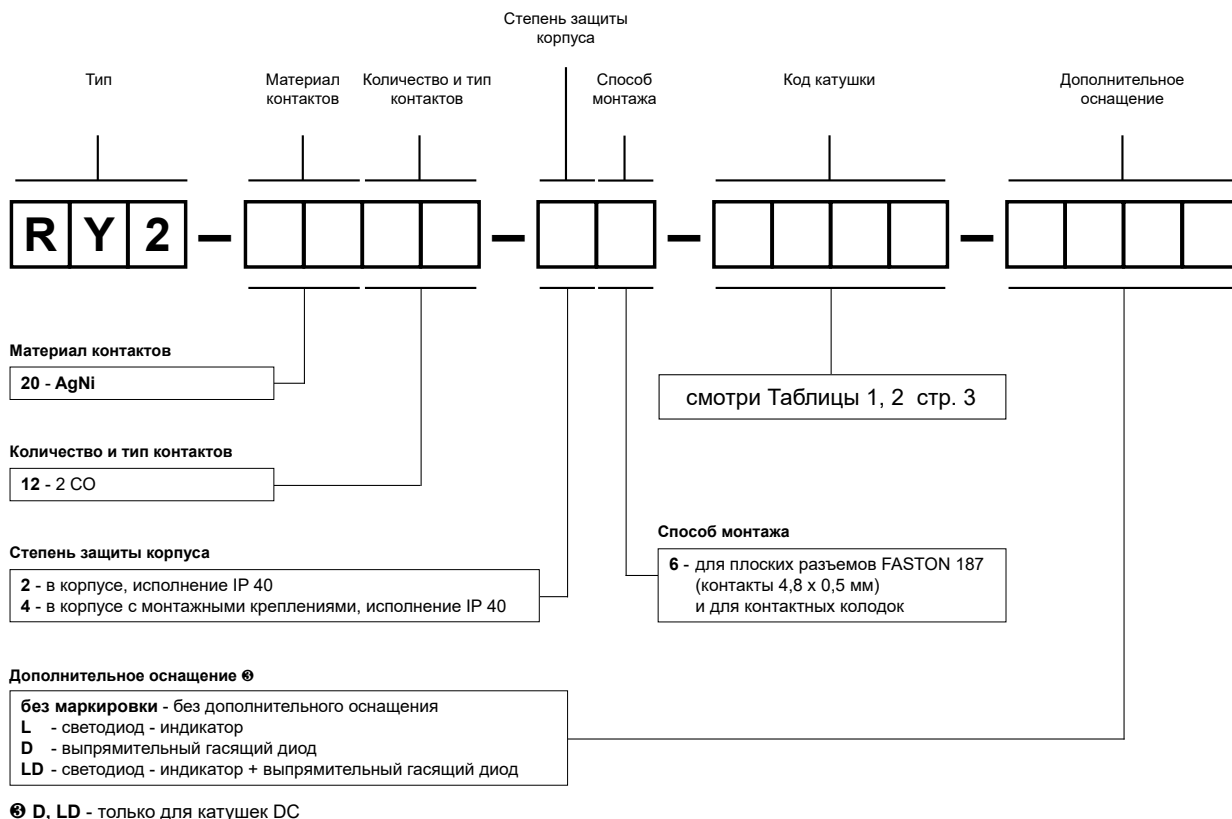 Степень защиты
корпуса
Тип
Материал
контактов
Количество и тип
контактов
Способ
монтажа
Код катушки
Дополнительное
оснащение
R Y 2 – – – –
Материал контактов
20 - AgNi
смотри Таблицы 1, 2 стр. 3
Количество и тип контактов
12 - 2 CO
Степень защиты корпуса
2 - в корпусе, исполнение IP 40
4 - в корпусе с монтажными креплениями, исполнение IP 40
Способ монтажа
6 - для плоских разъемов FASTON 187
(контакты 4,8 x 0,5 мм)
и для контактных колодок
Дополнительное оснащение ❸
без маркировки - без дополнительного оснащения
L - светодиод - индикатор
D - выпрямительный гасящий диод
LD - светодиод - индикатор + выпрямительный гасящий диод
❸ D, LD - только для катушек DC